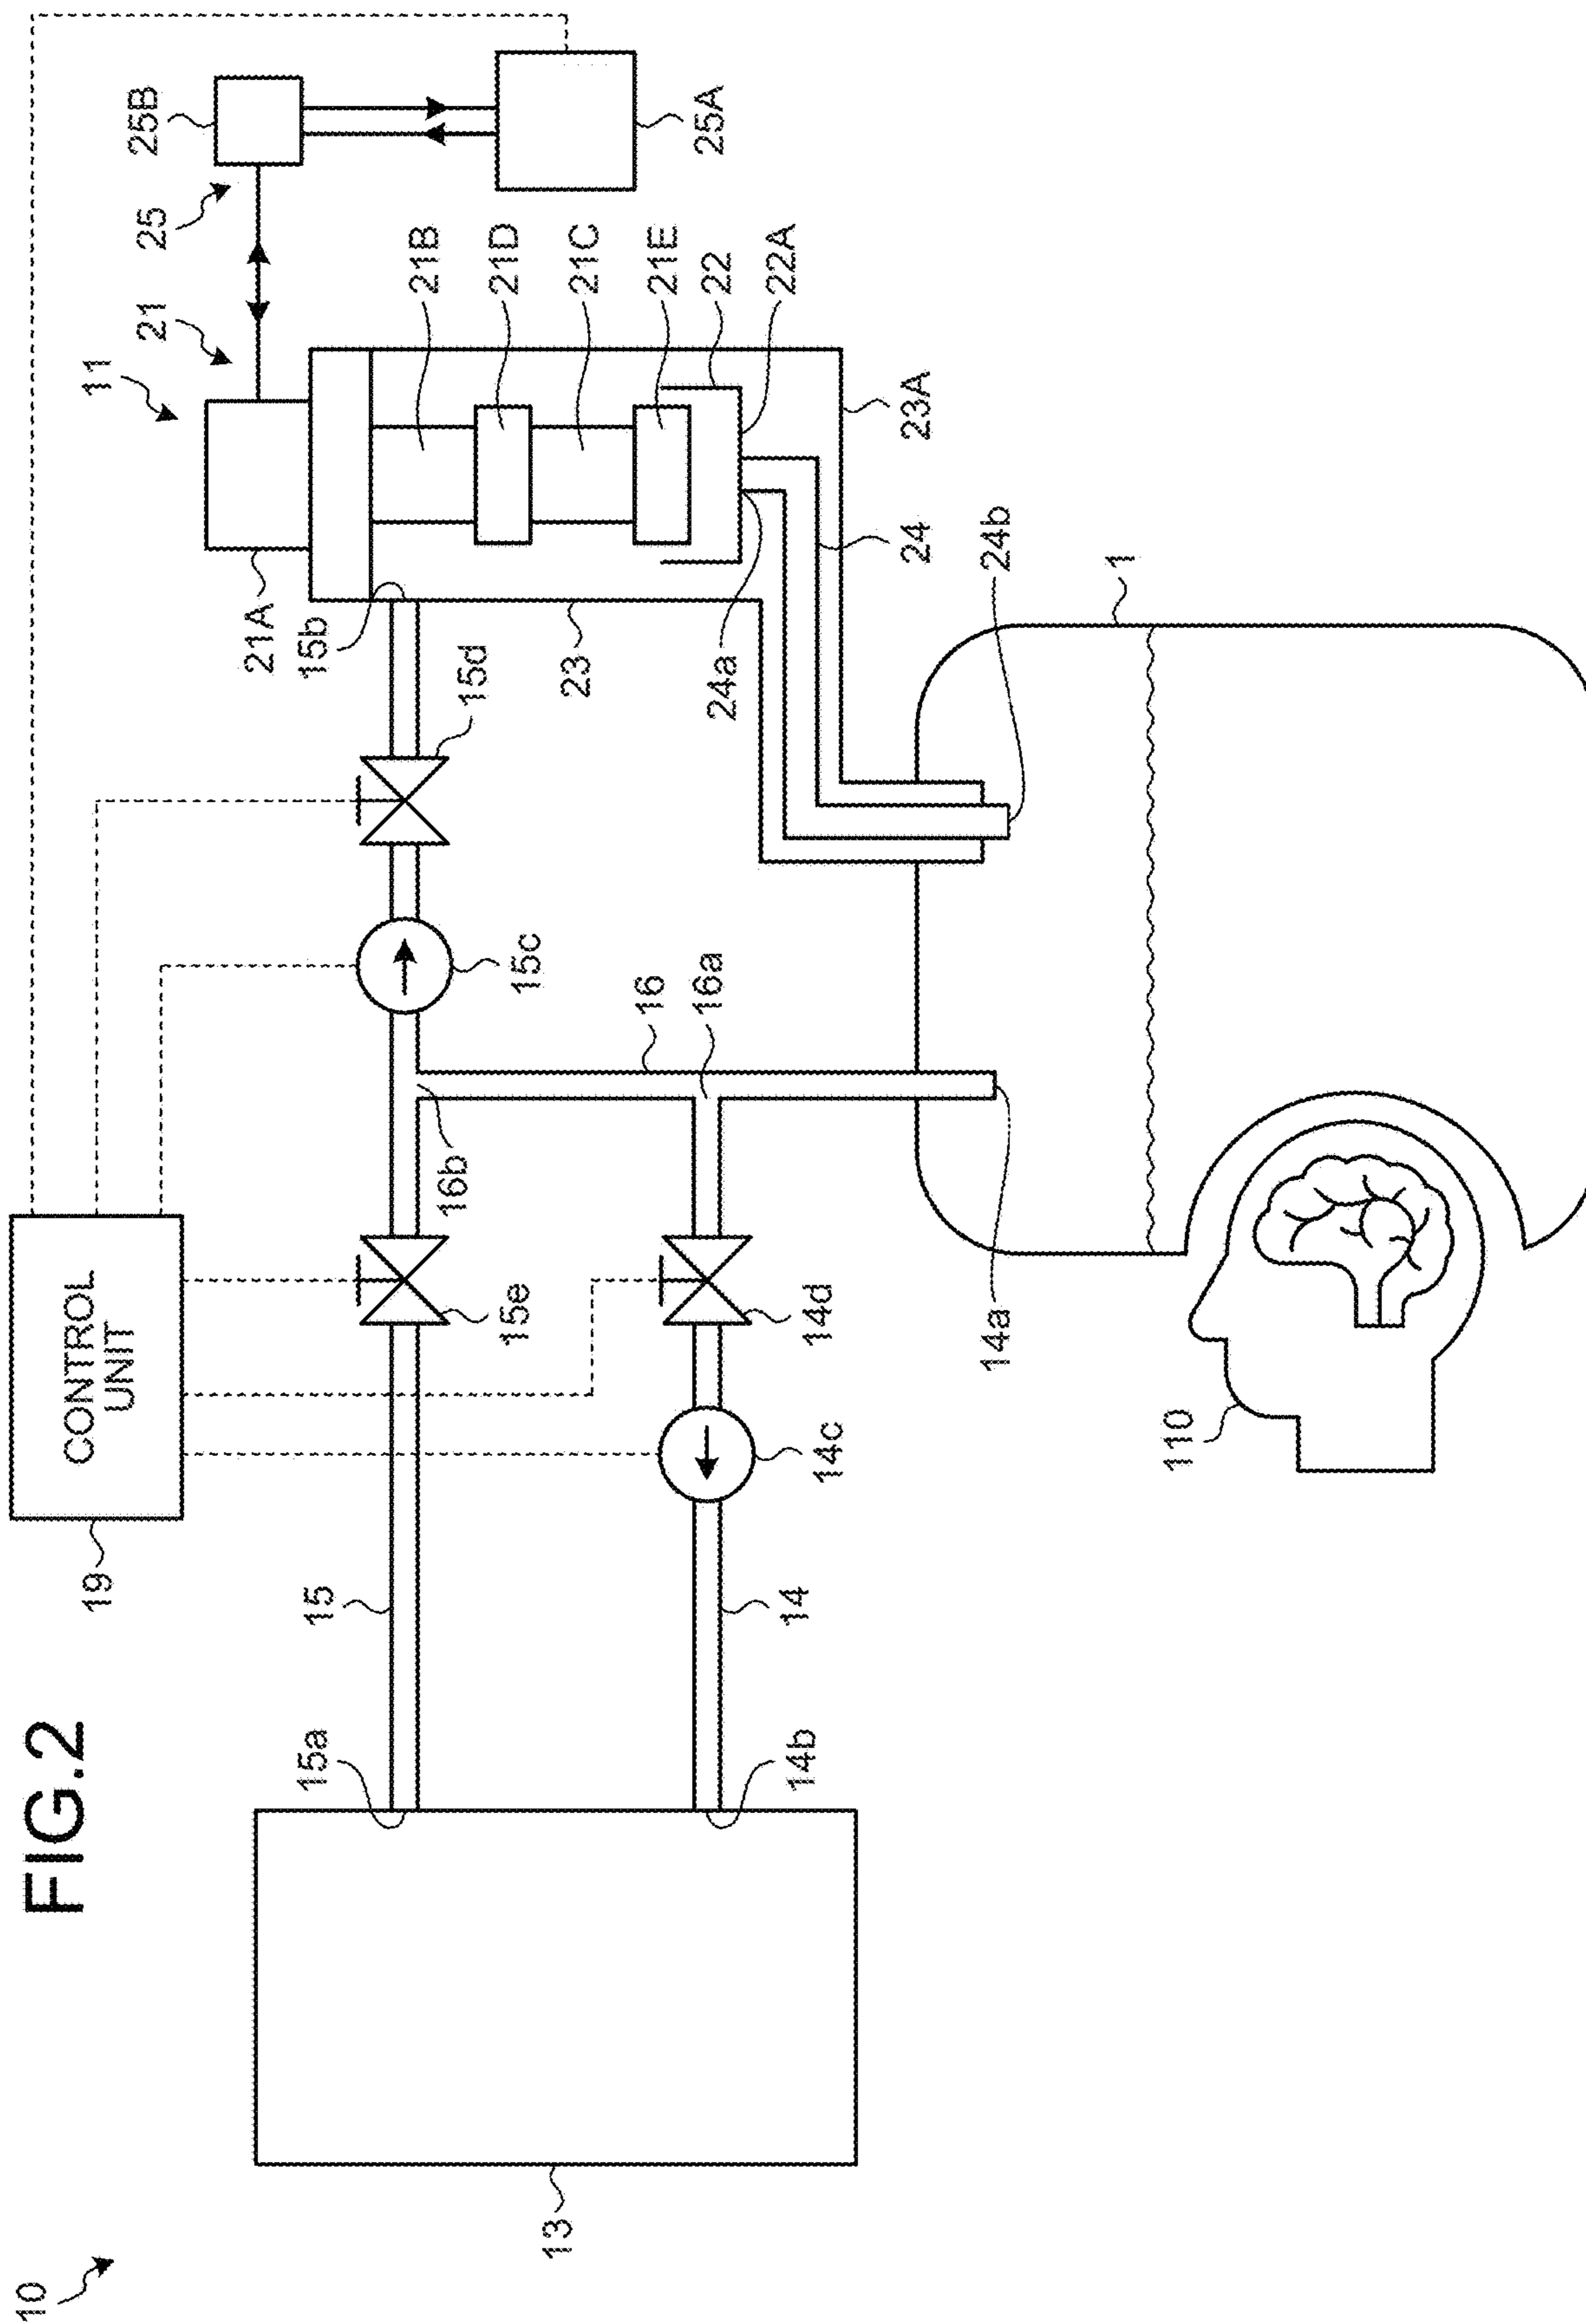 FIG.2
10
CONTROL
UNIT
19
11
21
25
25B
25A
21A
21B
21D
21C
21E
22
22A
23A
15b
23
24a
24
24b
15d
15c
16
16a
16b
15e
15
15a
14d
14c
14
14b
14a
13
1
110